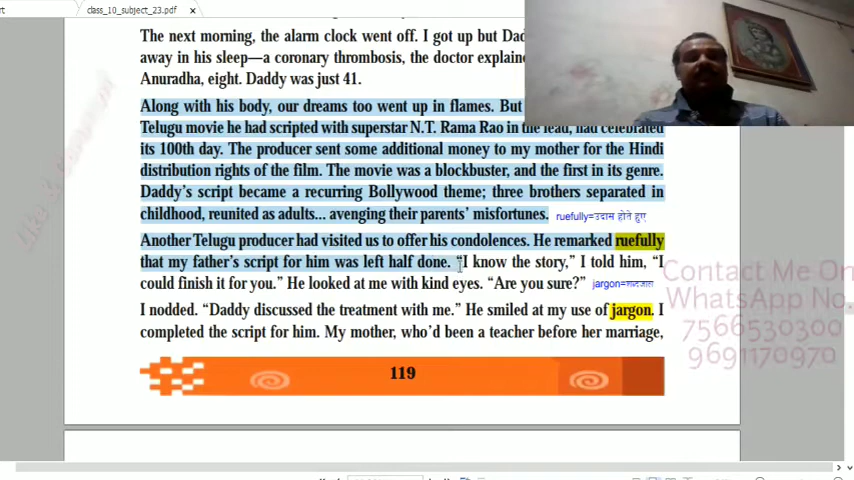 rt
class_10_subject_23.pdf
The next morning, the alarm clock went off. I got up but Dad
away in his sleep—a coronary thrombosis, the doctor explaine
Anuradha, eight. Daddy was just 41.
Along with his body, our dreams too went up in flames. But
Telugu movie he had scripted with superstar N.T. Rama Rao in the lead, had celebrated
its 100th day. The producer sent some additional money to my mother for the Hindi
distribution rights of the film. The movie was a blockbuster, and the first in its genre.
Daddy's script became a recurring Bollywood theme; three brothers separated in
childhood, reunited as adults... avenging their parents' misfortunes.
ruefully=उदास होते हुए
Another Telugu producer had visited us to offer his condolences. He remarked ruefully
that my father's script for him was left half done. "I know the story," I told him, "I
could finish it for you." He looked at me with kind eyes. "Are you sure?"
jargon=शब्दजाल
I nodded. "Daddy discussed the treatment with me." He smiled at my use of jargon. I
completed the script for him. My mother, who'd been a teacher before her marriage,
119
Contact Me On
WhatsApp No.
7566530300
9691170970